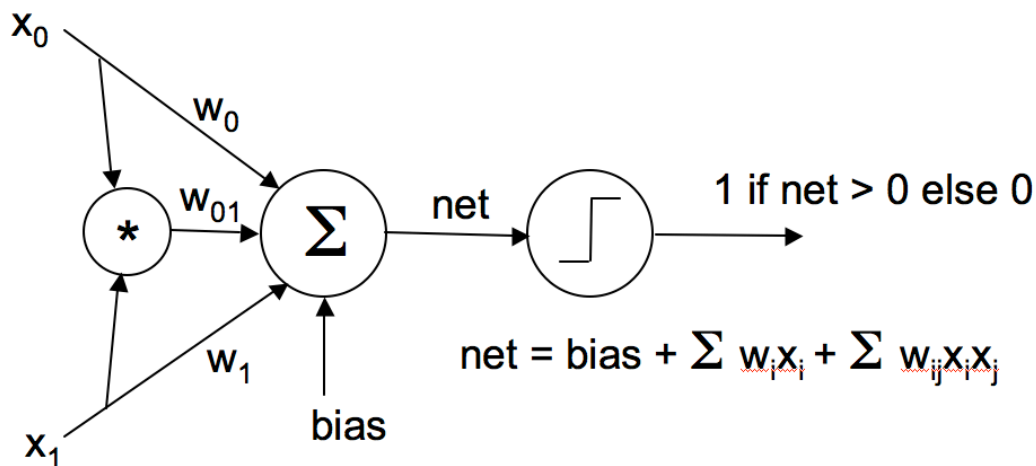 x₀
w₀
* w₀₁ Σ net 1 if net > 0 else 0
w₁
net = bias + Σ wᵢxᵢ + Σ wᵢⱼxᵢxⱼ
bias
x₁